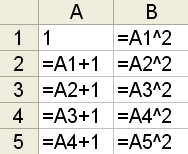 A B
1 1 =A1^2
2 =A1+1 =A2^2
3 =A2+1 =A3^2
4 =A3+1 =A4^2
5 =A4+1 =A5^2